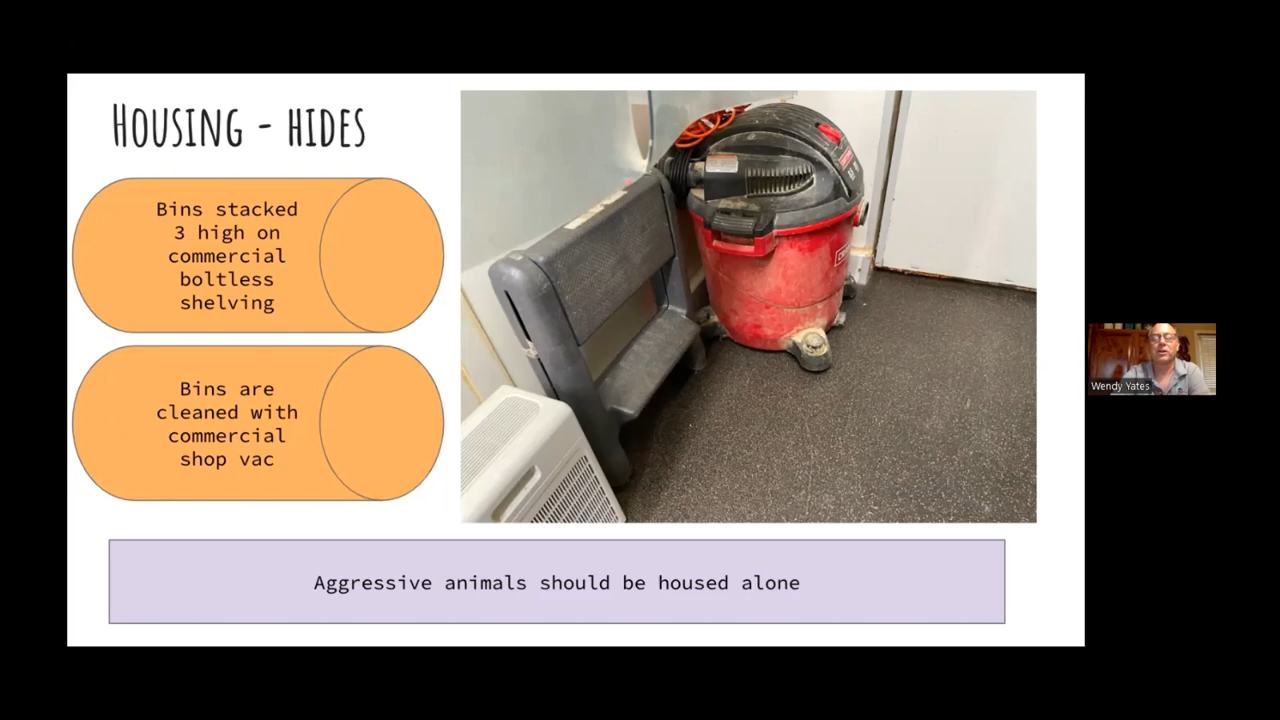 Housing - hides
Bins stacked
3 high on
commercial
boltless
shelving
Bins are
cleaned with
commercial
shop vac
Aggressive animals should be housed alone
Wendy Yates